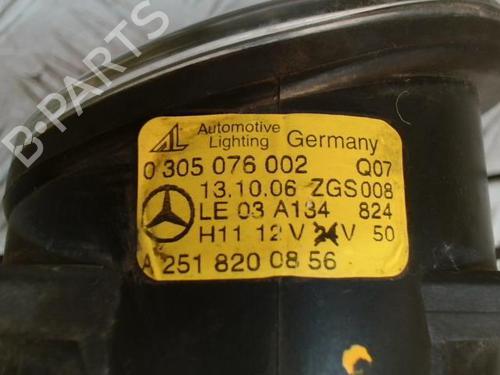 B-PARTS
AL Automotive Lighting Germany
0 305 076 002 Q07
13.10.06 ZGS 008
LE 03 A134 824
H11 12 V 24 V 50
A 251 820 08 56